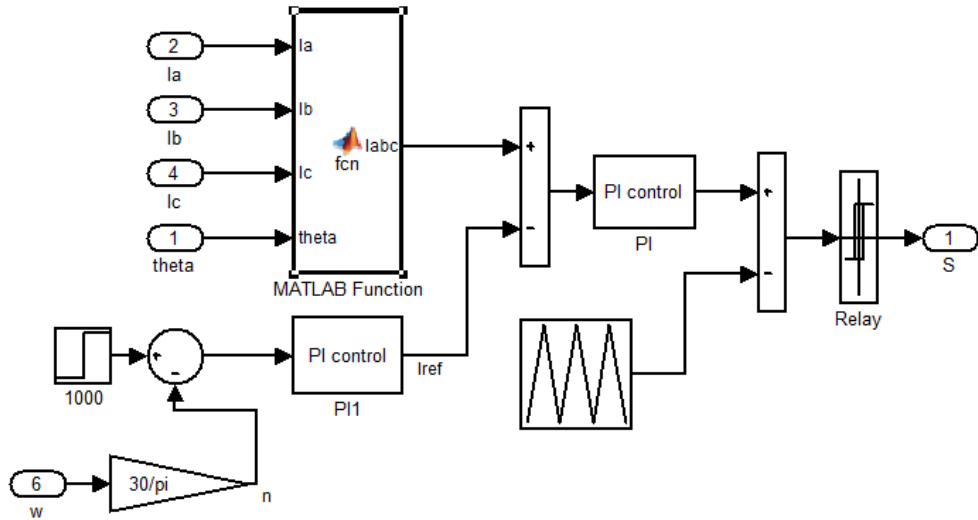 2
Ia
Ia
3
Ib
Ib
Iabc
fcn
4
Ic
Ic
1
theta
theta
MATLAB Function
+
-
PI control
PI
+
-
Relay
1
S
1000
+
-
PI control
PI1
Iref
6
w
30/pi
n